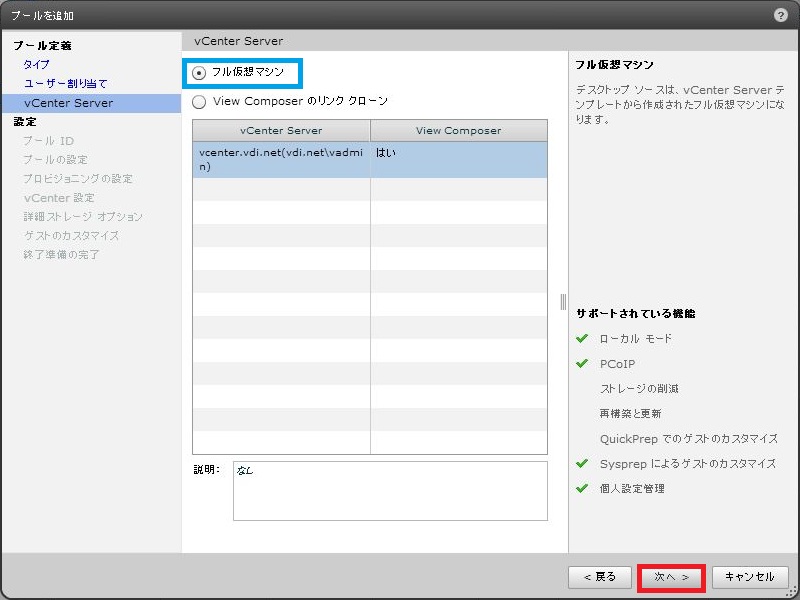 プールを追加
?
プール定義
タイプ
ユーザー割り当て
vCenter Server
設定
プール ID
プールの設定
プロビジョニングの設定
vCenter 設定
詳細ストレージ オプション
ゲストのカスタマイズ
終了準備の完了
vCenter Server
フル仮想マシン
View Composer のリンク クローン
vCenter Server
View Composer
vcenter.vdi.net(vdi.net\vadmi
n)
はい
説明:
なし
フル仮想マシン
デスクトップ ソースは、vCenter Server テ
ンプレートから作成されたフル仮想マシンにな
ります。
サポートされている機能
ローカル モード
PCoIP
ストレージの削減
再構築と更新
QuickPrep でのゲストのカスタマイズ
Sysprep によるゲストのカスタマイズ
個人設定管理
< 戻る
次へ >
キャンセル